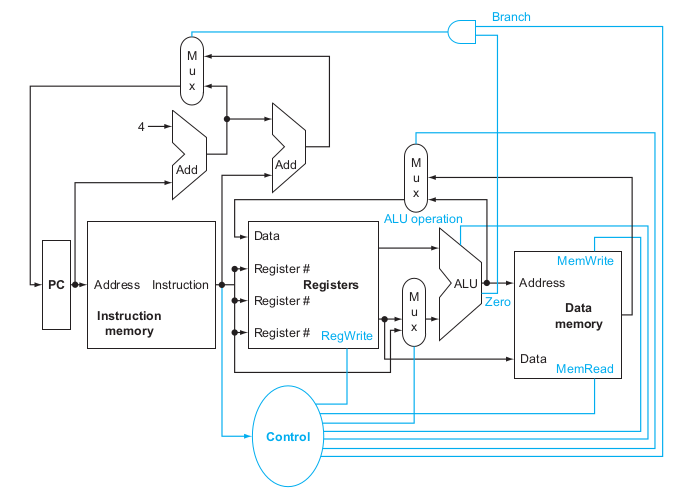 Branch
M
u
x
4
Add
Add
M
u
x
ALU operation
Data
Register #
Registers
Register #
Register #
RegWrite
PC
Address
Instruction
Instruction
memory
M
u
x
ALU
Zero
MemWrite
Address
Data
memory
Data
MemRead
Control